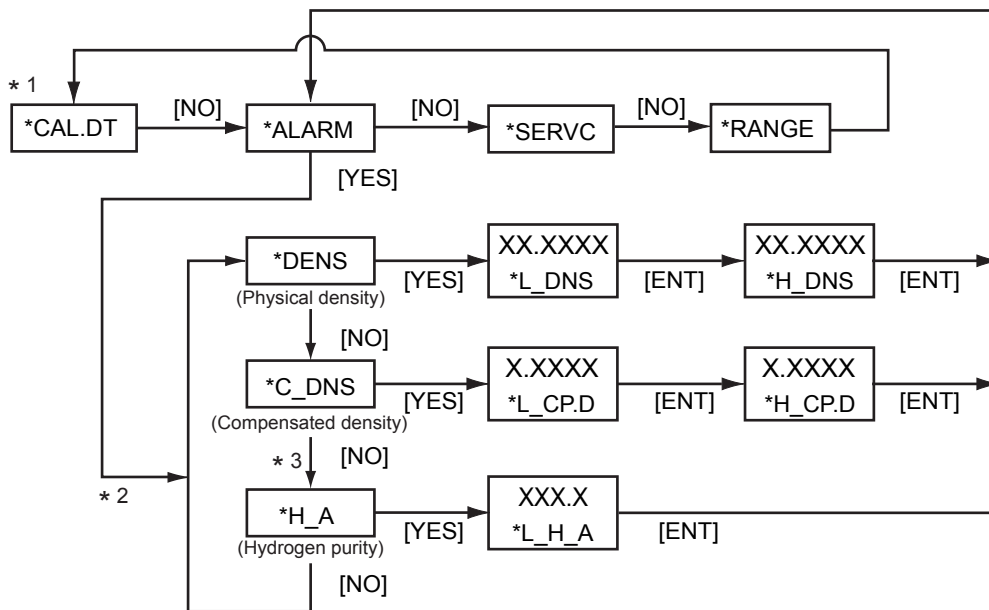 * 1
[NO] [NO] [NO]
*CAL.DT *ALARM *SERVC *RANGE
[YES]
XX.XXXX XX.XXXX
*DENS *L_DNS *H_DNS
[YES] [ENT] [ENT]
(Physical density)
[NO]
X.XXXX X.XXXX
*C_DNS *L_CP.D *H_CP.D
[YES] [ENT] [ENT]
(Compensated density)
* 3 [NO]
* 2
XXX.X
*H_A *L_H_A
[YES] [ENT]
(Hydrogen purity)
[NO]